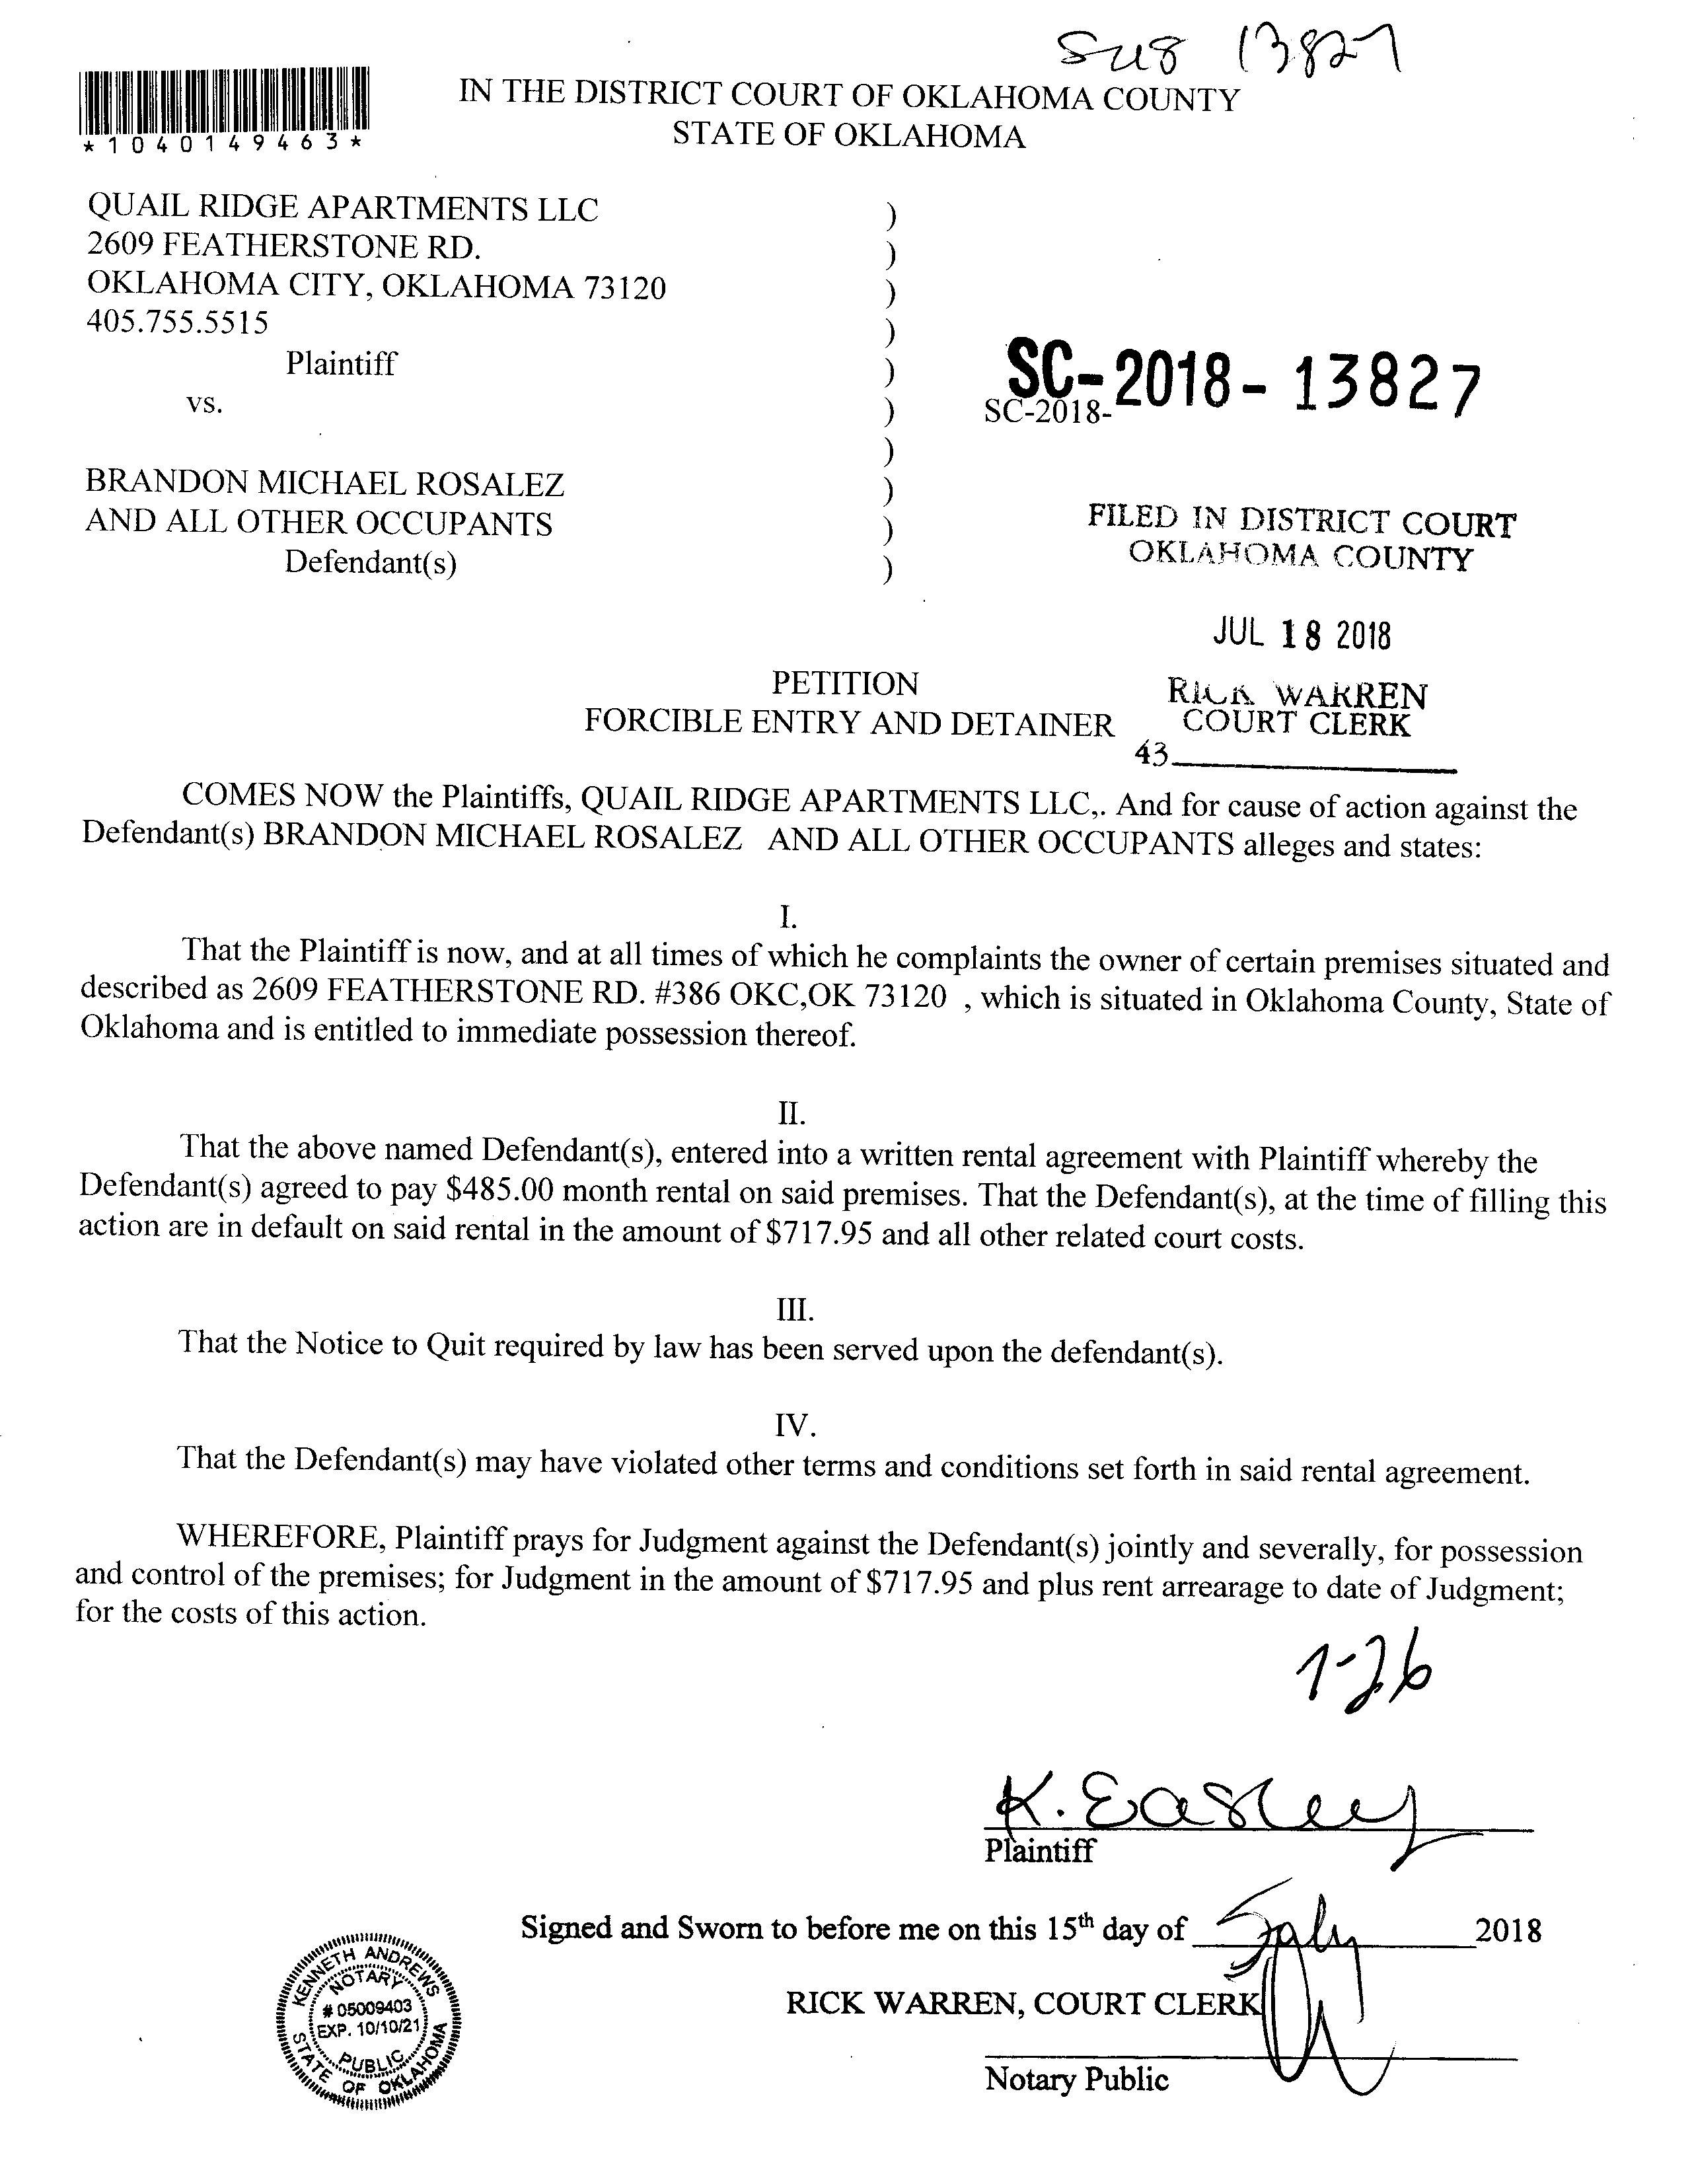 SC18 13827
*1040149463*
IN THE DISTRICT COURT OF OKLAHOMA COUNTY
STATE OF OKLAHOMA
QUAIL RIDGE APARTMENTS LLC )
2609 FEATHERSTONE RD. )
OKLAHOMA CITY, OKLAHOMA 73120 )
405.755.5515 )
Plaintiff )
vs. )
)
BRANDON MICHAEL ROSALEZ )
AND ALL OTHER OCCUPANTS )
Defendant(s) )
SC-2018-13827
SC-2018-
FILED IN DISTRICT COURT
OKLAHOMA COUNTY
JUL 18 2018
RICK WARREN
COURT CLERK
43
PETITION
FORCIBLE ENTRY AND DETAINER
COMES NOW the Plaintiffs, QUAIL RIDGE APARTMENTS LLC,. And for cause of action against the
Defendant(s) BRANDON MICHAEL ROSALEZ AND ALL OTHER OCCUPANTS alleges and states:
I.
That the Plaintiff is now, and at all times of which he complaints the owner of certain premises situated and
described as 2609 FEATHERSTONE RD. #386 OKC,OK 73120 , which is situated in Oklahoma County, State of
Oklahoma and is entitled to immediate possession thereof.
II.
That the above named Defendant(s), entered into a written rental agreement with Plaintiff whereby the
Defendant(s) agreed to pay $485.00 month rental on said premises. That the Defendant(s), at the time of filling this
action are in default on said rental in the amount of $717.95 and all other related court costs.
III.
That the Notice to Quit required by law has been served upon the defendant(s).
IV.
That the Defendant(s) may have violated other terms and conditions set forth in said rental agreement.
WHEREFORE, Plaintiff prays for Judgment against the Defendant(s) jointly and severally, for possession
and control of the premises; for Judgment in the amount of $717.95 and plus rent arrearage to date of Judgment;
for the costs of this action.
7-26
K. Easley
Plaintiff
Signed and Sworn to before me on this 15th day of July 2018
RICK WARREN, COURT CLERK
Notary Public
KENNETH ANDREWS
NOTARY
# 05009403
EXP. 10/10/21
PUBLIC
STATE OF OKLAHOMA